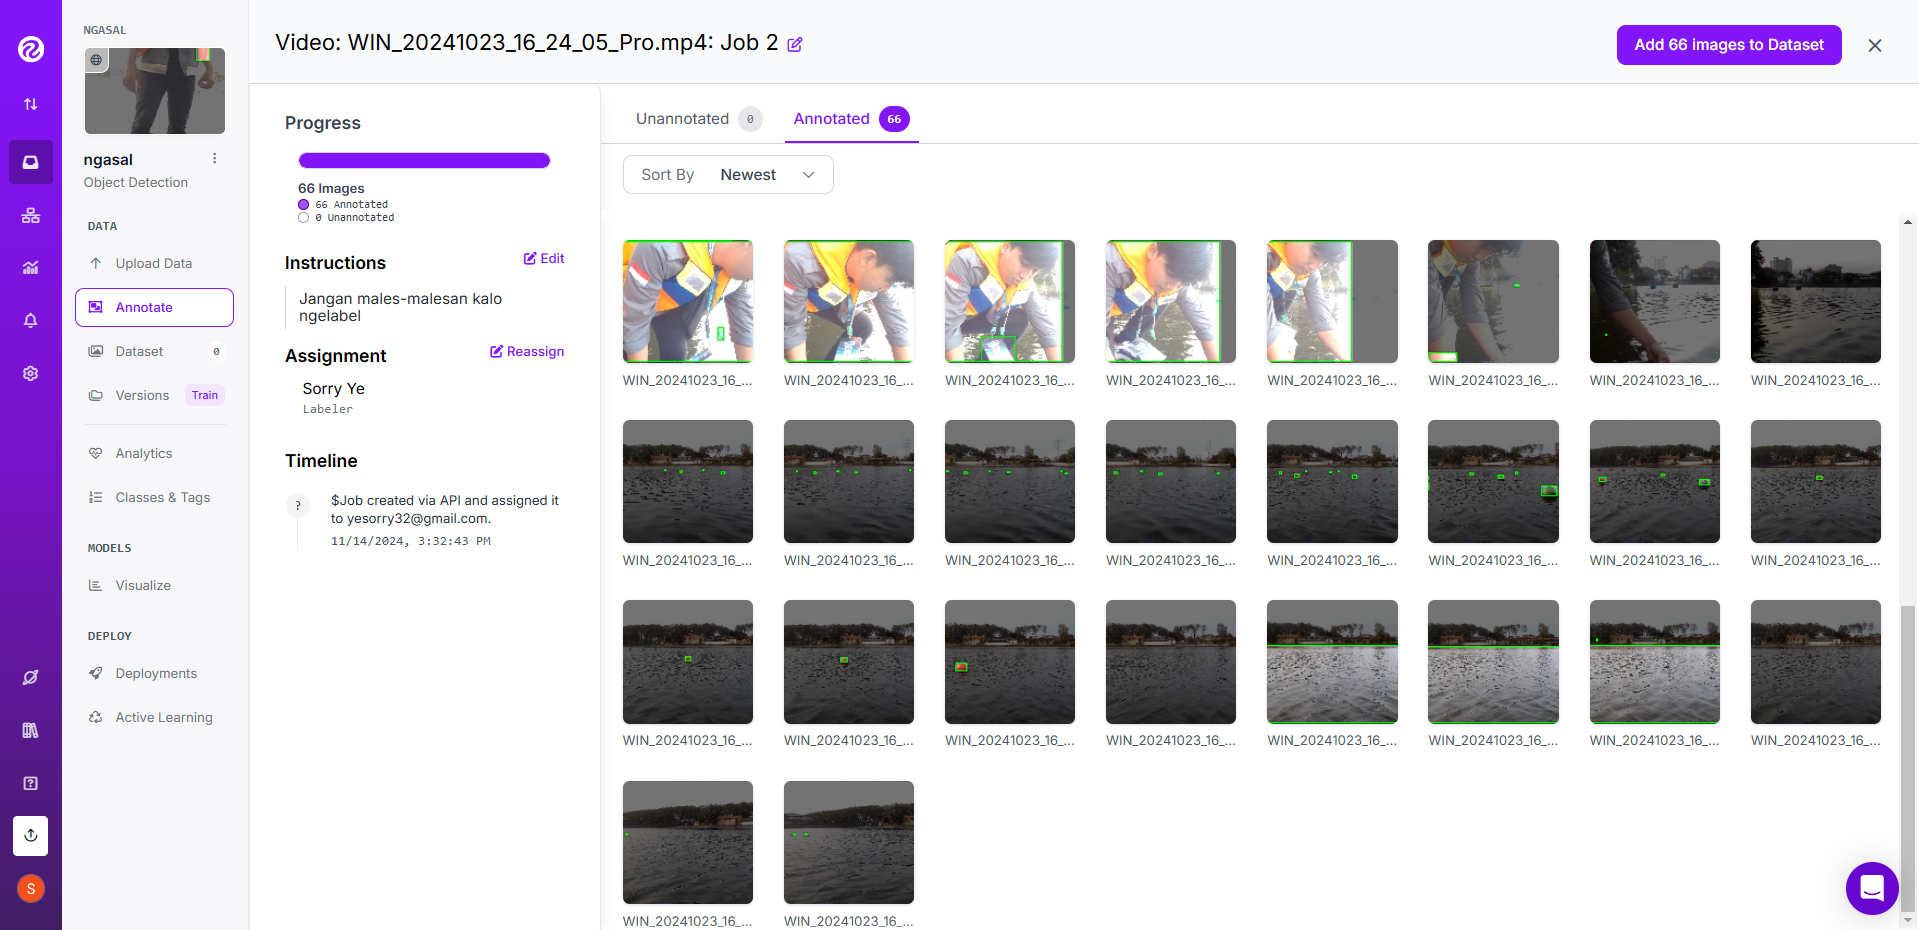 NGASAL
ngasal
Object Detection
DATA
Upload Data
Annotate
Dataset 0
Versions Train
Analytics
Classes & Tags
MODELS
Visualize
DEPLOY
Deployments
Active Learning
S
Video: WIN_20241023_16_24_05_Pro.mp4: Job 2
Add 66 images to Dataset
Progress
66 Images
66 Annotated
0 Unannotated
Instructions
Edit
Jangan males-malesan kalo
ngelabel
Assignment
Reassign
Sorry Ye
Labeler
Timeline
?
$Job created via API and assigned it
to yesorry32@gmail.com.
11/14/2024, 3:32:43 PM
Unannotated 0
Annotated 66
Sort By Newest
WIN_20241023_16_... WIN_20241023_16_... WIN_20241023_16_... WIN_20241023_16_... WIN_20241023_16_... WIN_20241023_16_... WIN_20241023_16_... WIN_20241023_16_...
WIN_20241023_16_... WIN_20241023_16_... WIN_20241023_16_... WIN_20241023_16_... WIN_20241023_16_... WIN_20241023_16_... WIN_20241023_16_... WIN_20241023_16_...
WIN_20241023_16_... WIN_20241023_16_... WIN_20241023_16_... WIN_20241023_16_... WIN_20241023_16_... WIN_20241023_16_... WIN_20241023_16_... WIN_20241023_16_...
WIN_20241023_16_... WIN_20241023_16_...